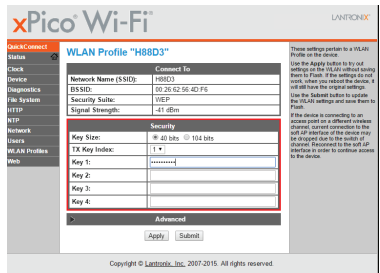 xPico® Wi-Fi®
LANTRONIX®
QuickConnect
Status
Clock
Device
Diagnostics
File System
HTTP
NTP
Network
Users
WLAN Profiles
Web
WLAN Profile "H88D3"
Connect To
Network Name (SSID): H88D3
BSSID: 00:26:62:56:4D:F6
Security Suite: WEP
Signal Strength: -41 dBm
Security
Key Size: 40 bits 104 bits
TX Key Index: 1
Key 1: ••••••••••
Key 2:
Key 3:
Key 4:
Advanced
Apply Submit
These settings pertain to a WLAN
Profile on the device.
Use the Apply button to try out
settings on the WLAN without saving
them to Flash. If the settings do not
work, when you reboot the device, it
will still have the original settings.
Use the Submit button to update
the WLAN settings and save them to
Flash.
If the device is connecting to an
access point on a different wireless
channel, current connection to the
soft AP interface of the device may
be dropped due to the switch of
channel. Reconnect to the soft AP
interface in order to continue access
to the device.
Copyright © Lantronix, Inc. 2007-2015. All rights reserved.